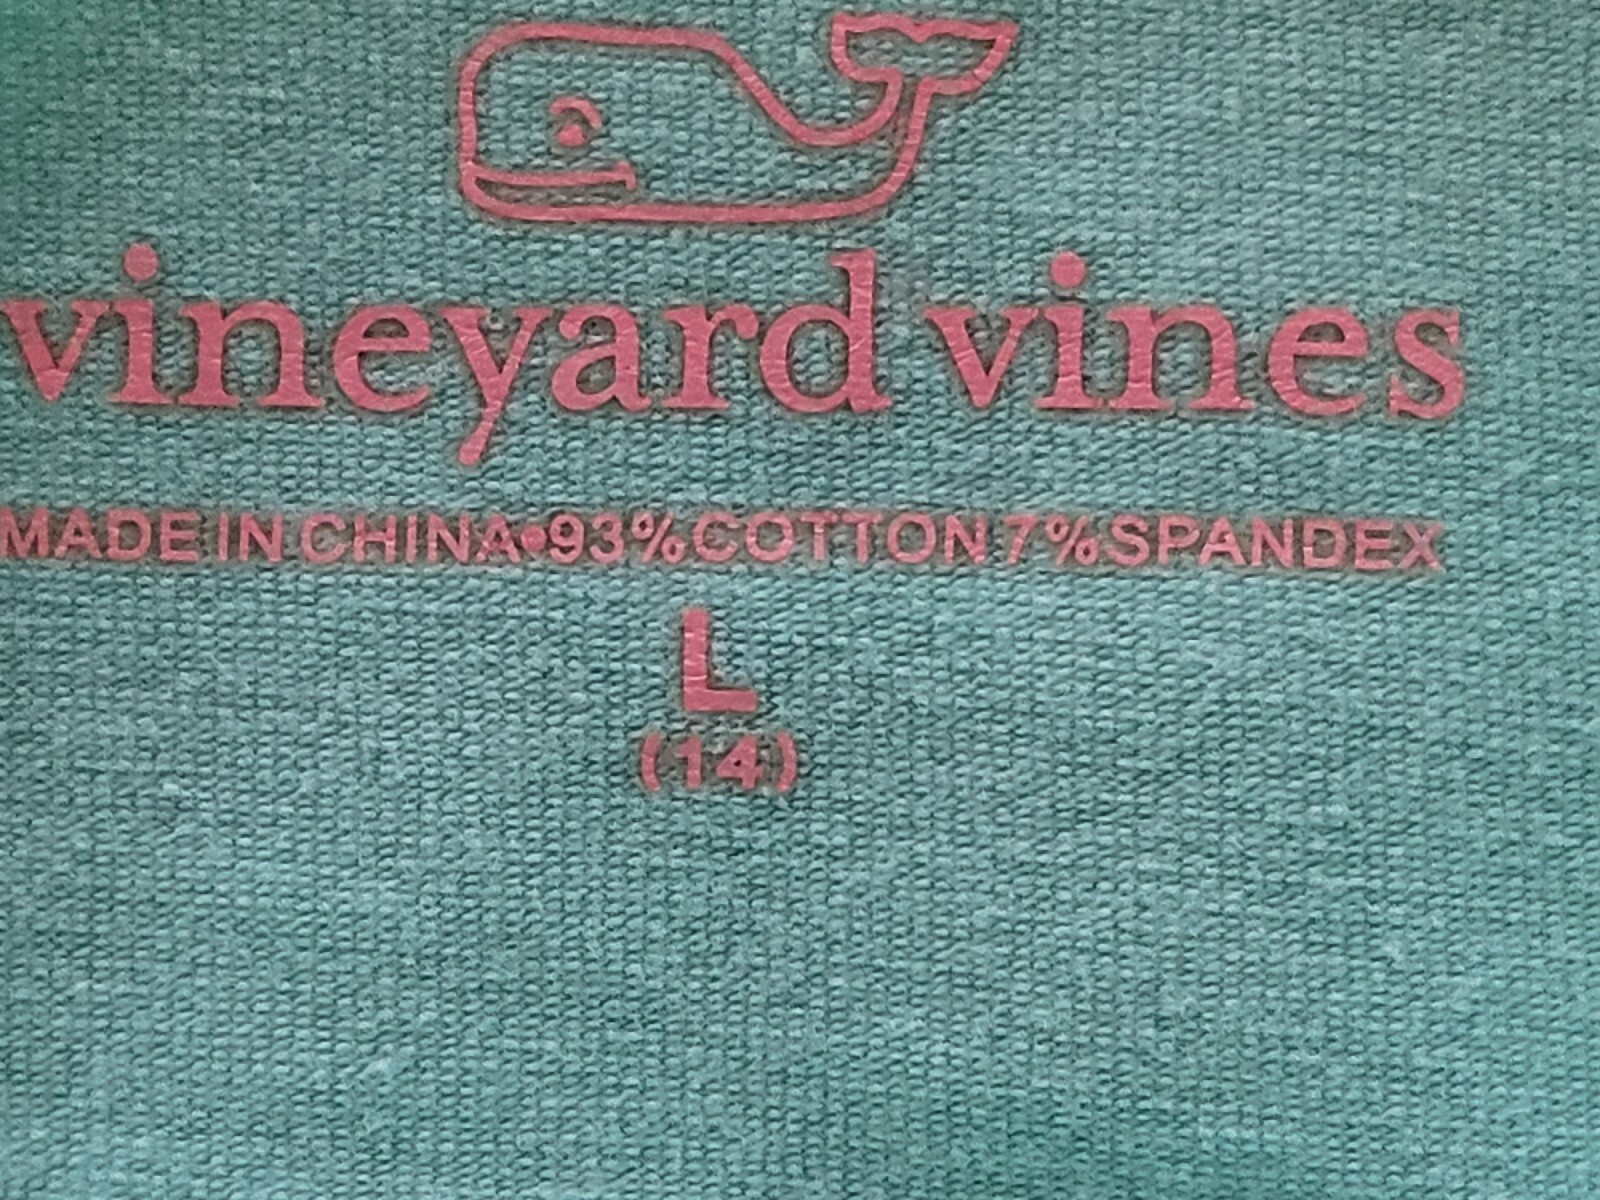 vineyard vines
MADE IN CHINA•93%COTTON 7%SPANDEX
L
(14)